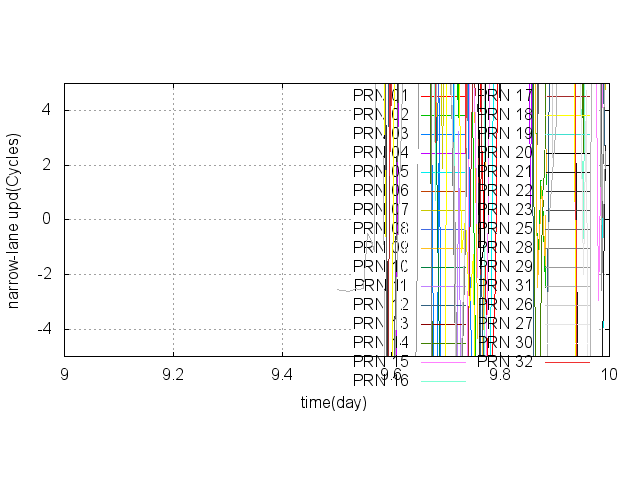 PRN 01
PRN 02
PRN 03
PRN 04
PRN 05
PRN 06
PRN 07
PRN 08
PRN 09
PRN 10
PRN 11
PRN 12
PRN 13
PRN 14
PRN 15
PRN 16
PRN 17
PRN 18
PRN 19
PRN 20
PRN 21
PRN 22
PRN 23
PRN 25
PRN 28
PRN 29
PRN 31
PRN 26
PRN 27
PRN 30
PRN 32
4
2
0
-2
-4
narrow-lane upd(Cycles)
9
9.2
9.4
9.6
9.8
10
time(day)